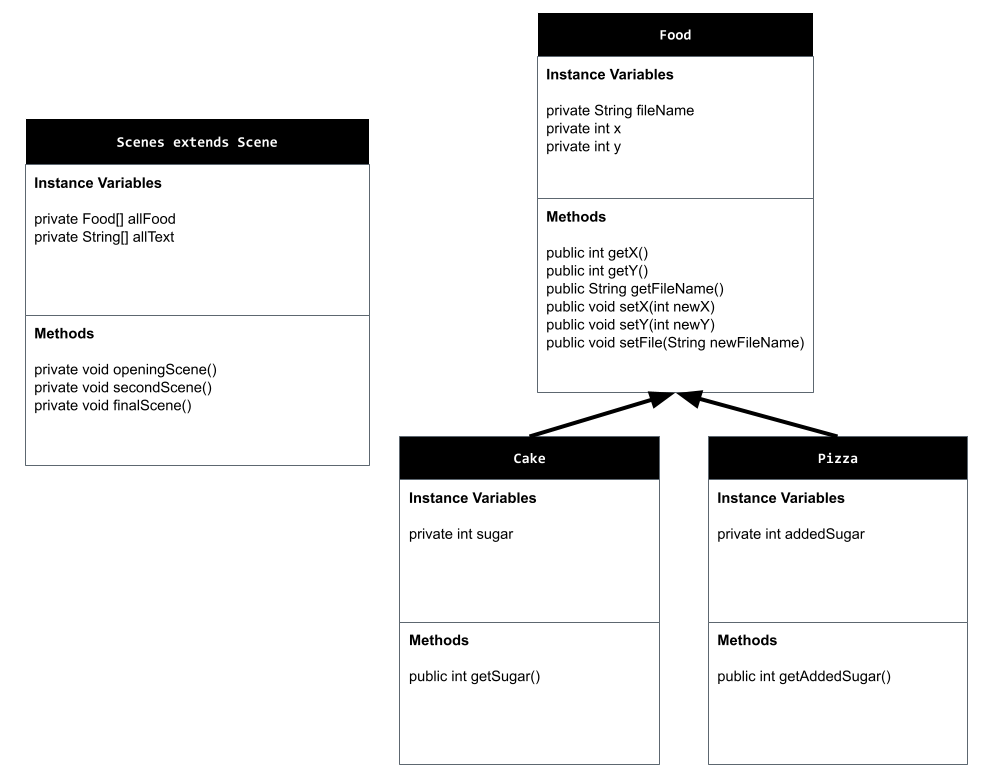 Scenes extends Scene
Instance Variables
private Food[] allFood
private String[] allText
Methods
private void openingScene()
private void secondScene()
private void finalScene()
Food
Instance Variables
private String fileName
private int x
private int y
Methods
public int getX()
public int getY()
public String getFileName()
public void setX(int newX)
public void setY(int newY)
public void setFile(String newFileName)
Cake
Instance Variables
private int sugar
Methods
public int getSugar()
Pizza
Instance Variables
private int addedSugar
Methods
public int getAddedSugar()